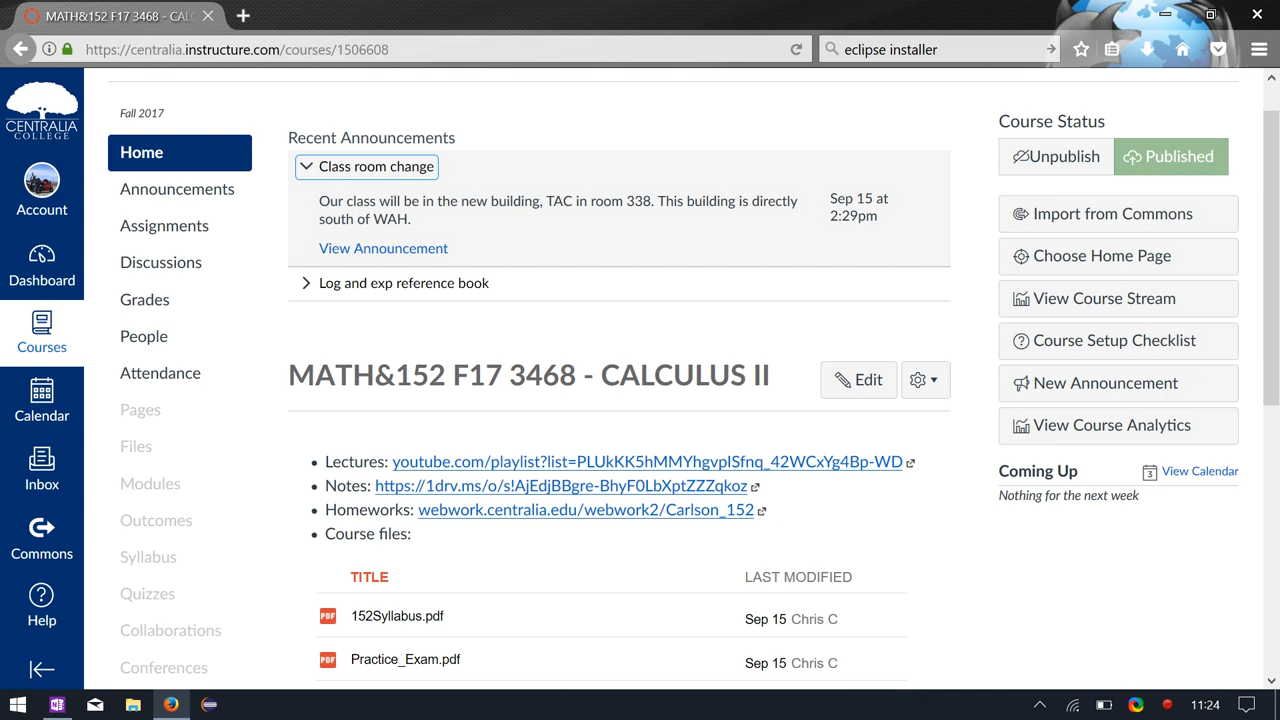 MATH&152 F17 3468 - CALC
https://centralia.instructure.com/courses/1506608
eclipse installer
CENTRALIA
COLLEGE
Account
Dashboard
Courses
Calendar
Inbox
Commons
Help
Fall 2017
Home
Announcements
Assignments
Discussions
Grades
People
Attendance
Pages
Files
Modules
Outcomes
Syllabus
Quizzes
Collaborations
Conferences
Recent Announcements
Class room change
Our class will be in the new building, TAC in room 338. This building is directly
south of WAH.
Sep 15 at
2:29pm
View Announcement
Log and exp reference book
MATH&152 F17 3468 - CALCULUS II
Edit
Lectures: youtube.com/playlist?list=PLUkKK5hMMYhgvpISfnq_42WCxYg4Bp-WD
Notes: https://1drv.ms/o/s!AjEdjBBgre-BhyF0LbXptZZZqkoz
Homeworks: webwork.centralia.edu/webwork2/Carlson_152
Course files:
TITLE LAST MODIFIED
PDF 152Syllabus.pdf Sep 15 Chris C
PDF Practice_Exam.pdf Sep 15 Chris C
Course Status
Unpublish Published
Import from Commons
Choose Home Page
View Course Stream
Course Setup Checklist
New Announcement
View Course Analytics
Coming Up
3 View Calendar
Nothing for the next week
11:24